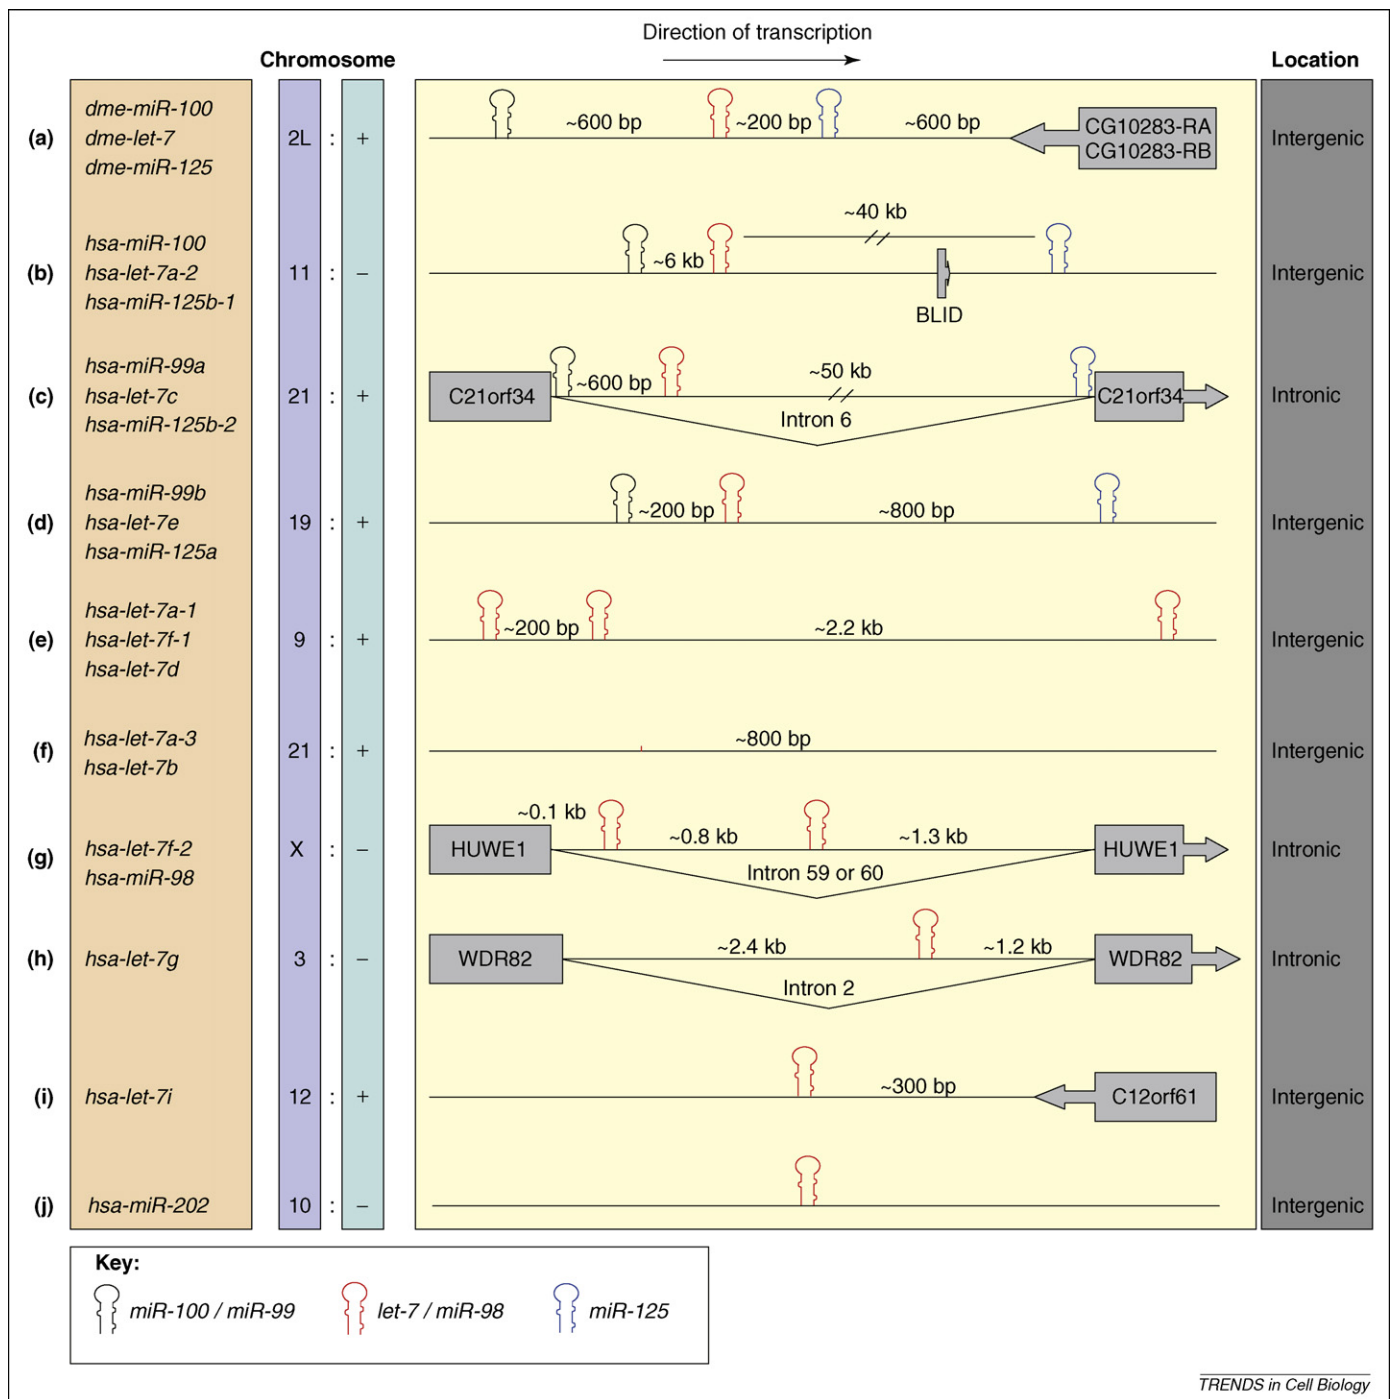 Direction of transcription
Chromosome
Location
(a)
dme-miR-100
dme-let-7
dme-miR-125
2L : +
~600 bp
~200 bp
~600 bp
CG10283-RA
CG10283-RB
Intergenic
(b)
hsa-miR-100
hsa-let-7a-2
hsa-miR-125b-1
11 : −
~6 kb
~40 kb
BLID
Intergenic
(c)
hsa-miR-99a
hsa-let-7c
hsa-miR-125b-2
21 : +
C21orf34
~600 bp
~50 kb
C21orf34
Intron 6
Intronic
(d)
hsa-miR-99b
hsa-let-7e
hsa-miR-125a
19 : +
~200 bp
~800 bp
Intergenic
(e)
hsa-let-7a-1
hsa-let-7f-1
hsa-let-7d
9 : +
~200 bp
~2.2 kb
Intergenic
(f)
hsa-let-7a-3
hsa-let-7b
21 : +
~800 bp
Intergenic
(g)
hsa-let-7f-2
hsa-miR-98
X : −
HUWE1
~0.1 kb
~0.8 kb
~1.3 kb
HUWE1
Intron 59 or 60
Intronic
(h)
hsa-let-7g
3 : −
WDR82
~2.4 kb
~1.2 kb
WDR82
Intron 2
Intronic
(i)
hsa-let-7i
12 : +
~300 bp
C12orf61
Intergenic
(j)
hsa-miR-202
10 : −
Intergenic
Key:
miR-100 / miR-99
let-7 / miR-98
miR-125
TRENDS in Cell Biology